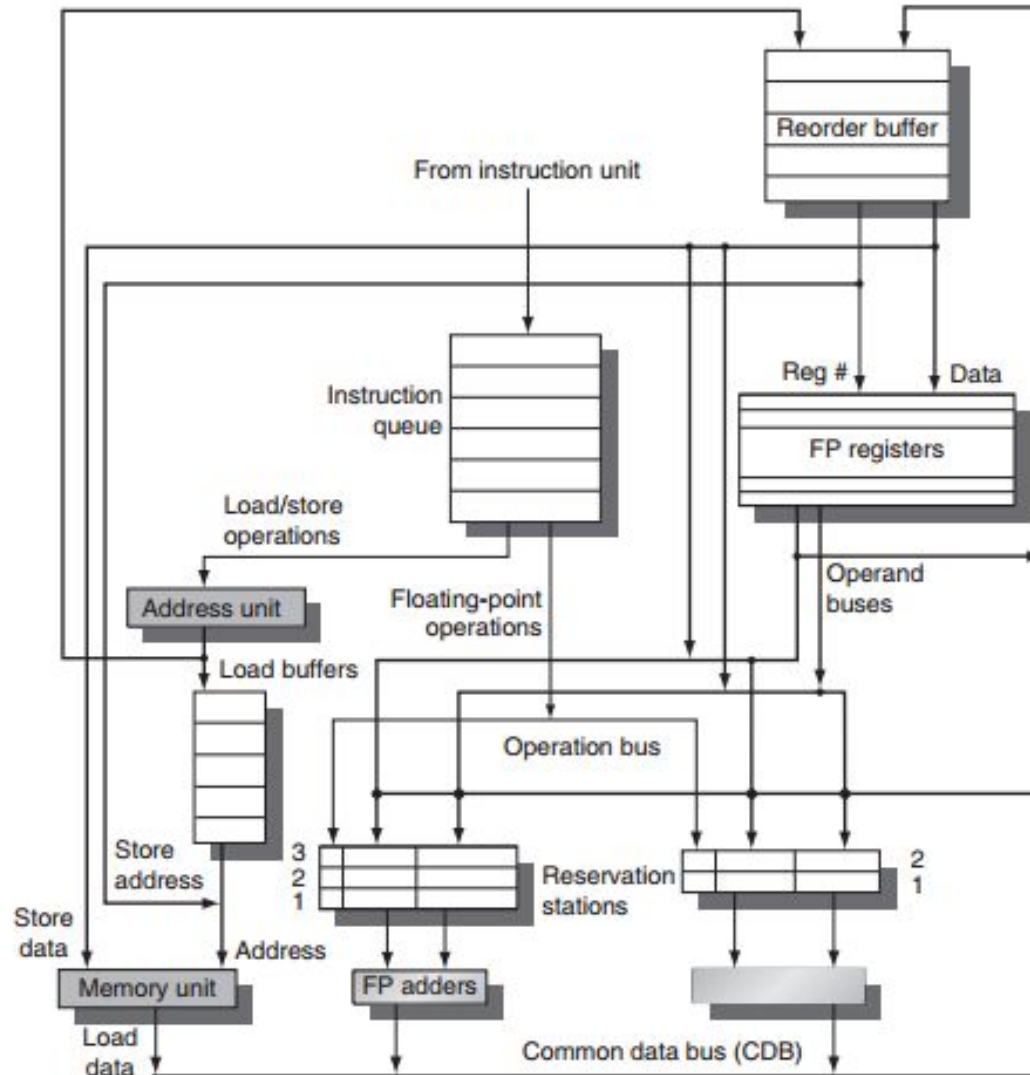 Reorder buffer
From instruction unit
Reg #
Data
Instruction
queue
FP registers
Load/store
operations
Operand
buses
Address unit
Floating-point
operations
Load buffers
Operation bus
Store
address
3
2
1
Reservation
stations
2
1
Store
data
Address
Memory unit
FP adders
Load
data
Common data bus (CDB)